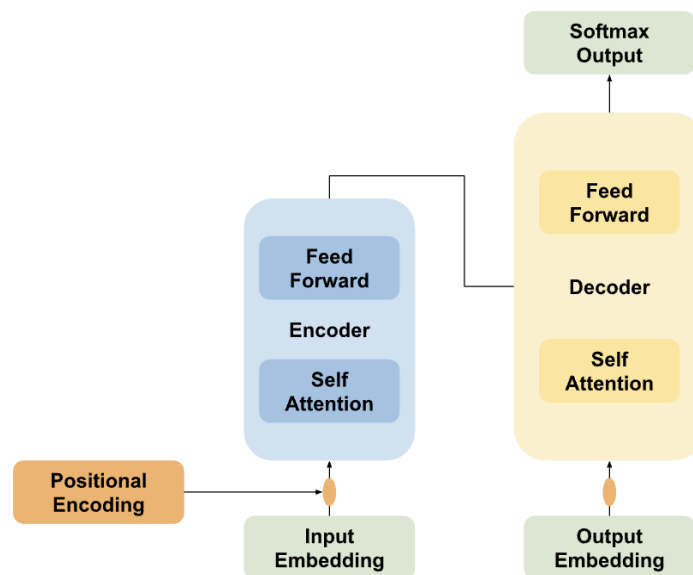 Softmax
Output
Feed
Forward
Decoder
Self
Attention
Feed
Forward
Encoder
Self
Attention
Positional
Encoding
Input
Embedding
Output
Embedding